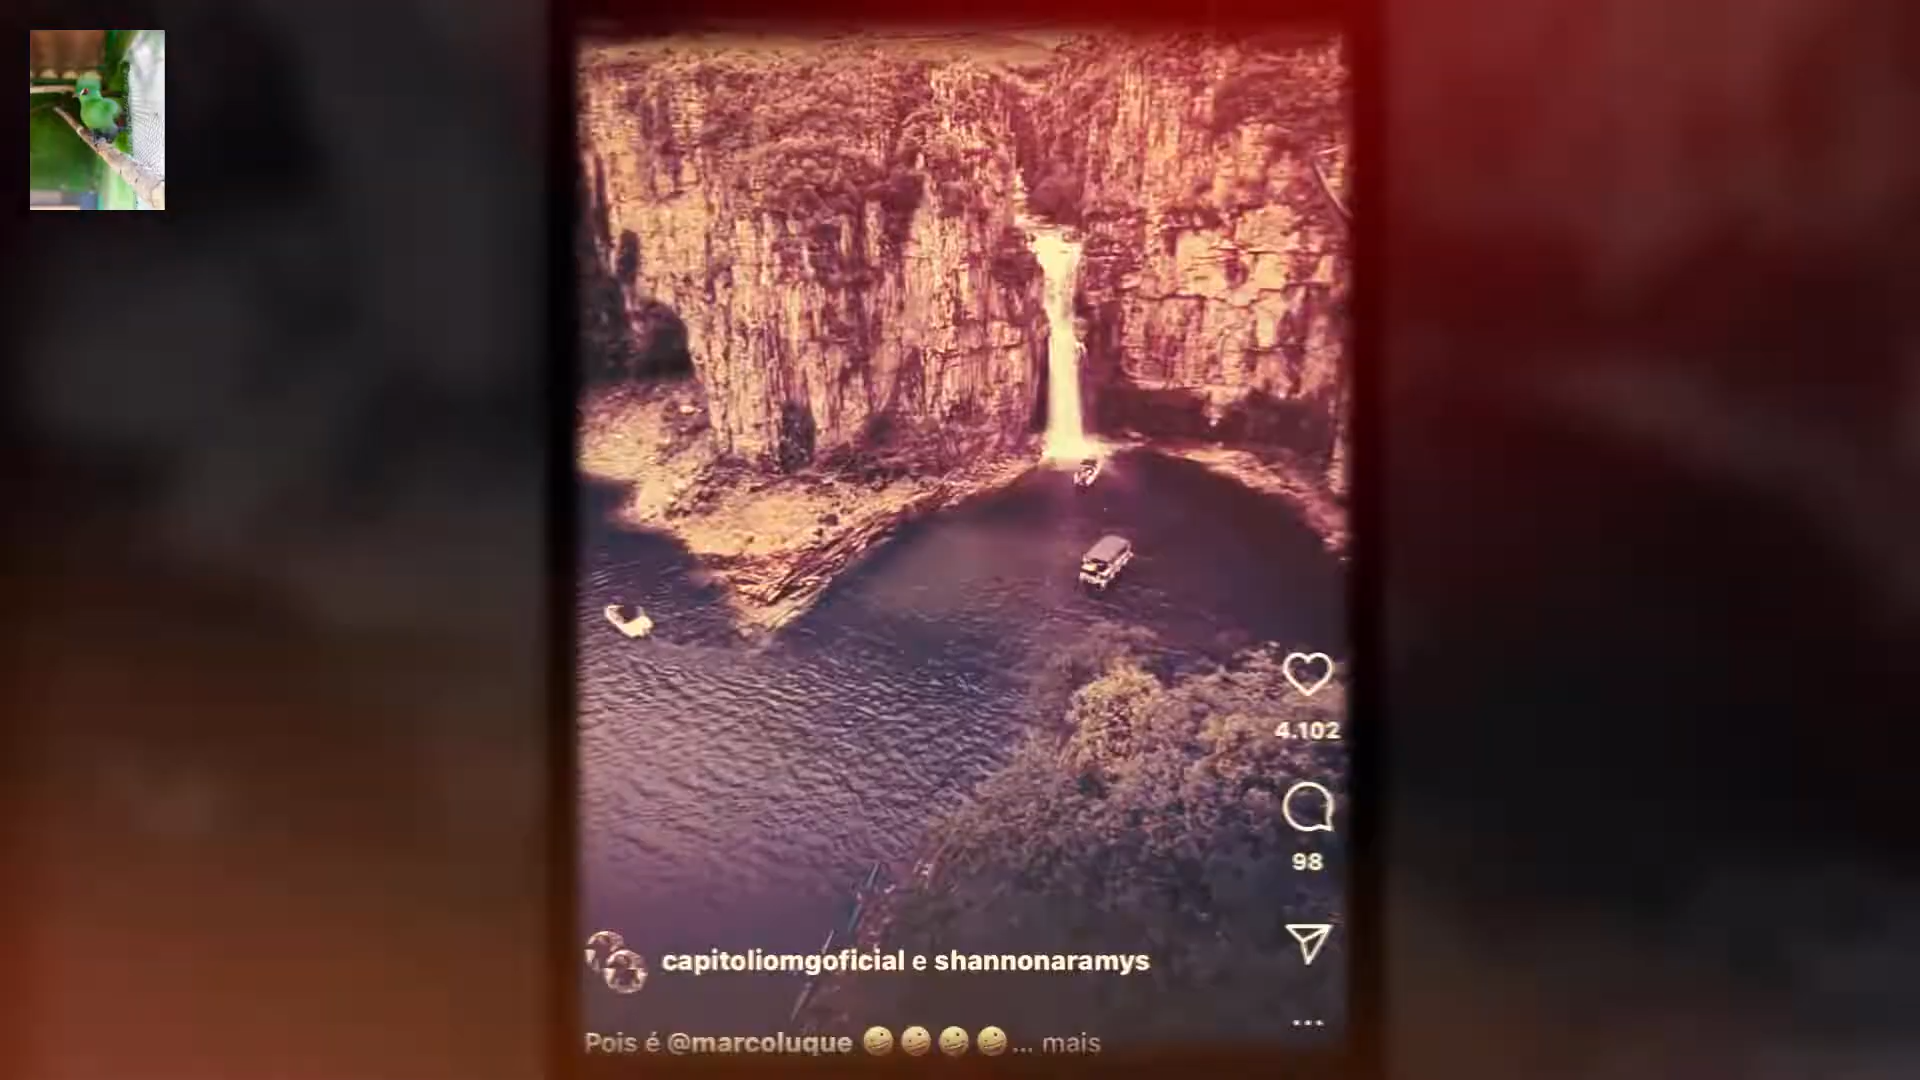 4.102
98
capitoliomgoficial e shannonaramys
Pois é @marcoluque 🤪🤪🤪🤪... mais